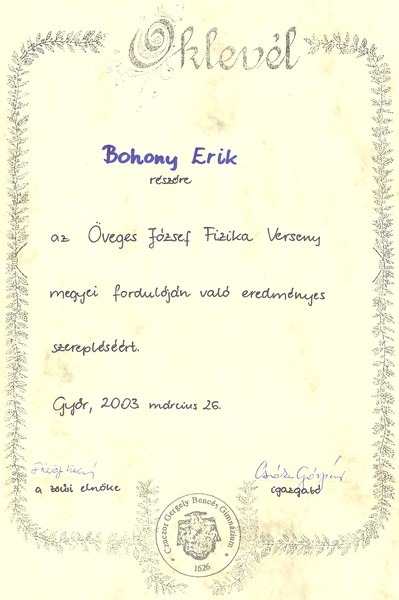 Oklevél
Bohony Erik
részére
az Öveges József Fizika Verseny
megyei fordulóján való eredményes
szerepléséért.
Győr, 2003 március 26.
a zsűri elnöke
igazgató
Czuczor Gergely Bencés Gimnázium
1626